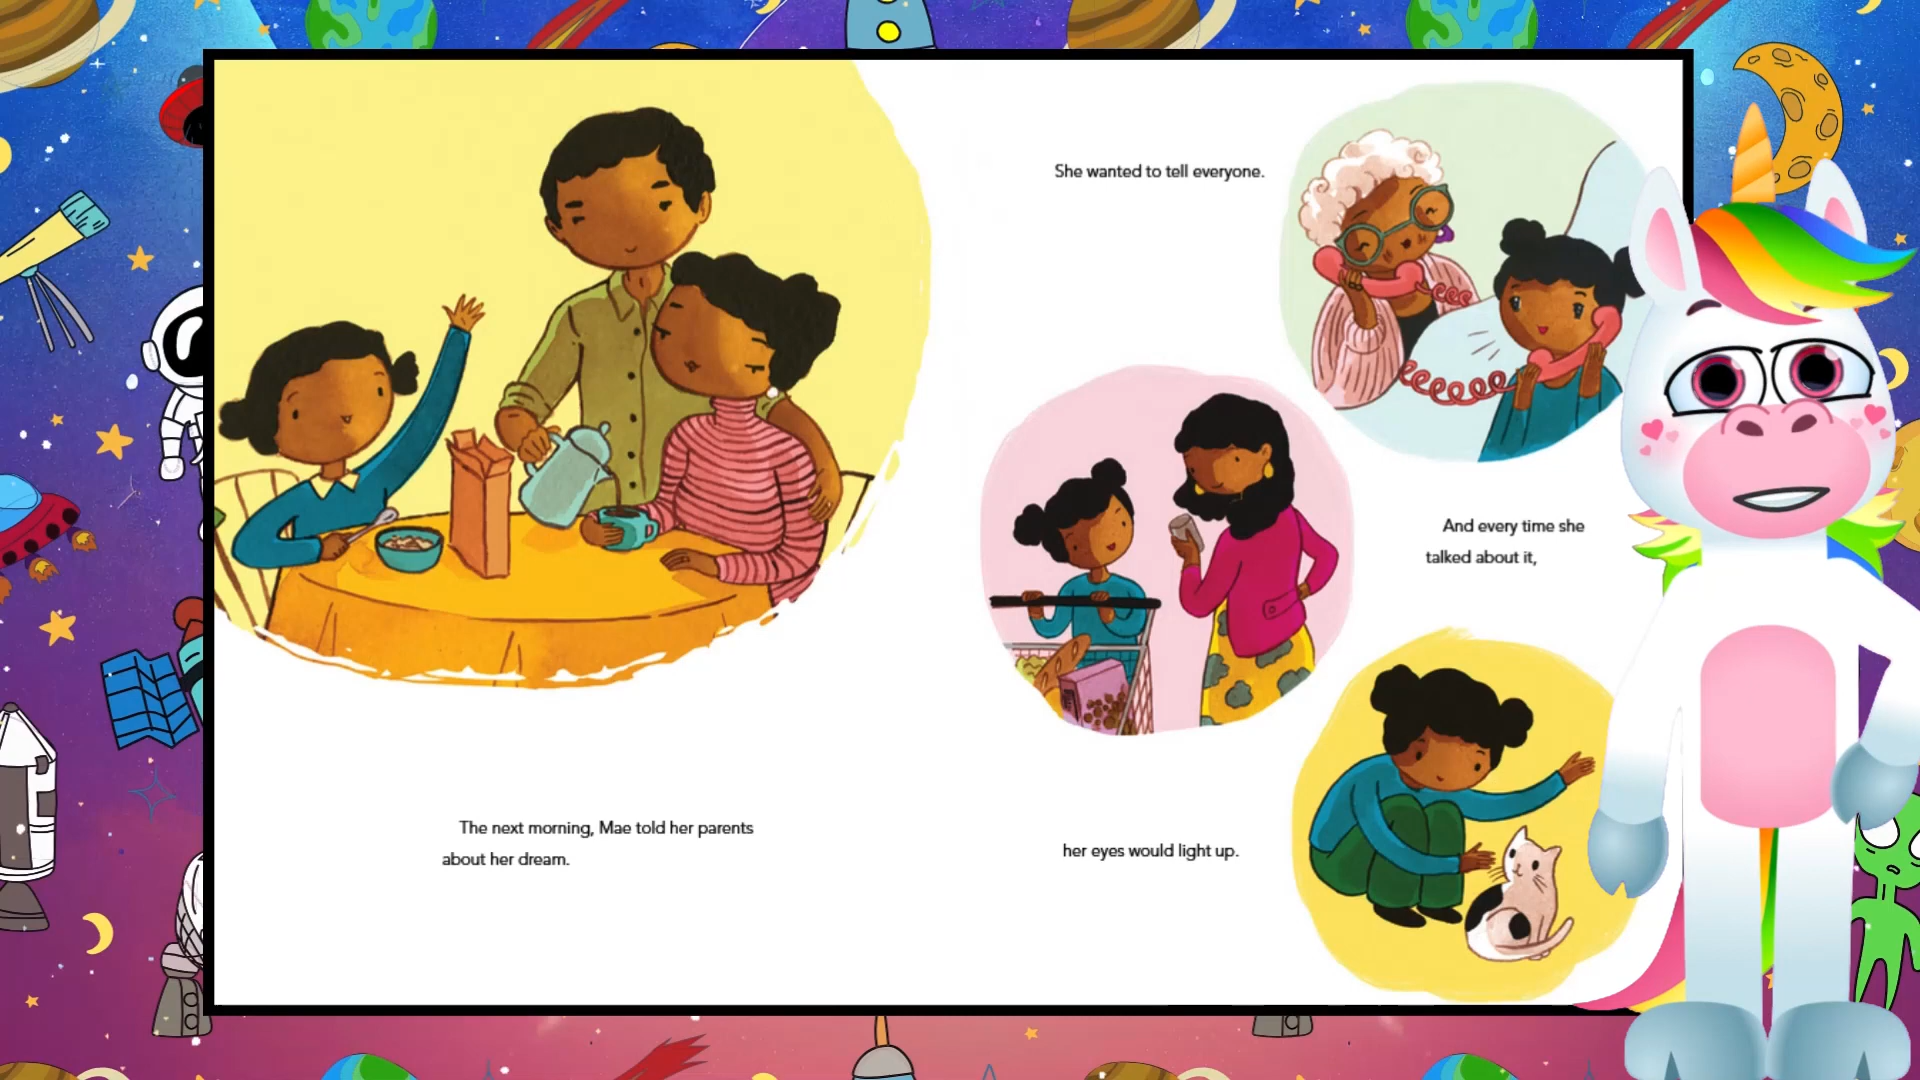 The next morning, Mae told her parents
about her dream.
She wanted to tell everyone.
And every time she
talked about it,
her eyes would light up.